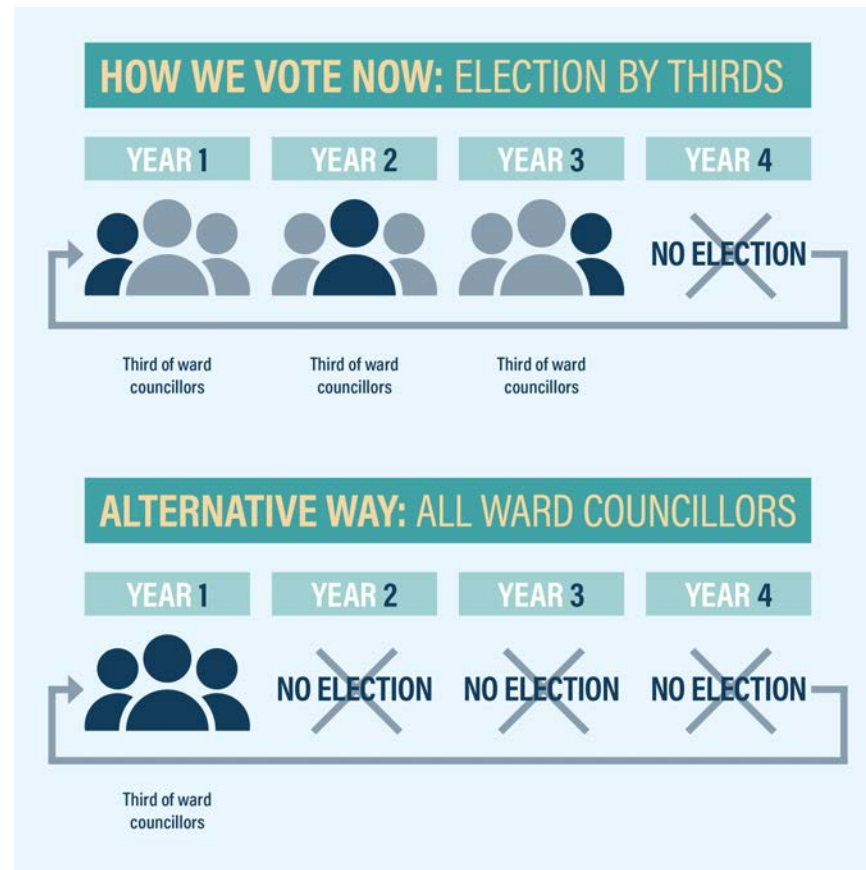 HOW WE VOTE NOW: ELECTION BY THIRDS
YEAR 1 YEAR 2 YEAR 3 YEAR 4
NO ELECTION
Third of ward Third of ward Third of ward
councillors councillors councillors
ALTERNATIVE WAY: ALL WARD COUNCILLORS
YEAR 1 YEAR 2 YEAR 3 YEAR 4
NO ELECTION NO ELECTION NO ELECTION
Third of ward
councillors